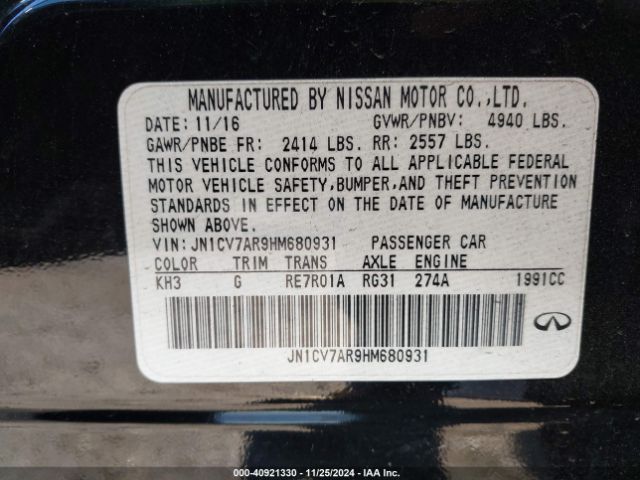 MANUFACTURED BY NISSAN MOTOR CO.,LTD.
DATE: 11/16 GVWR/PNBV: 4940 LBS.
GAWR/PNBE FR: 2414 LBS. RR: 2557 LBS.
THIS VEHICLE CONFORMS TO ALL APPLICABLE FEDERAL
MOTOR VEHICLE SAFETY,BUMPER,AND THEFT PREVENTION
STANDARDS IN EFFECT ON THE DATE OF MANUFACTURE
SHOWN ABOVE.
VIN: JN1CV7AR9HM680931 PASSENGER CAR
COLOR TRIM TRANS AXLE ENGINE
KH3 G RE7R01A RG31 274A 1991CC
JN1CV7AR9HM680931
000-40921330 - 11/25/2024 - IAA Inc.